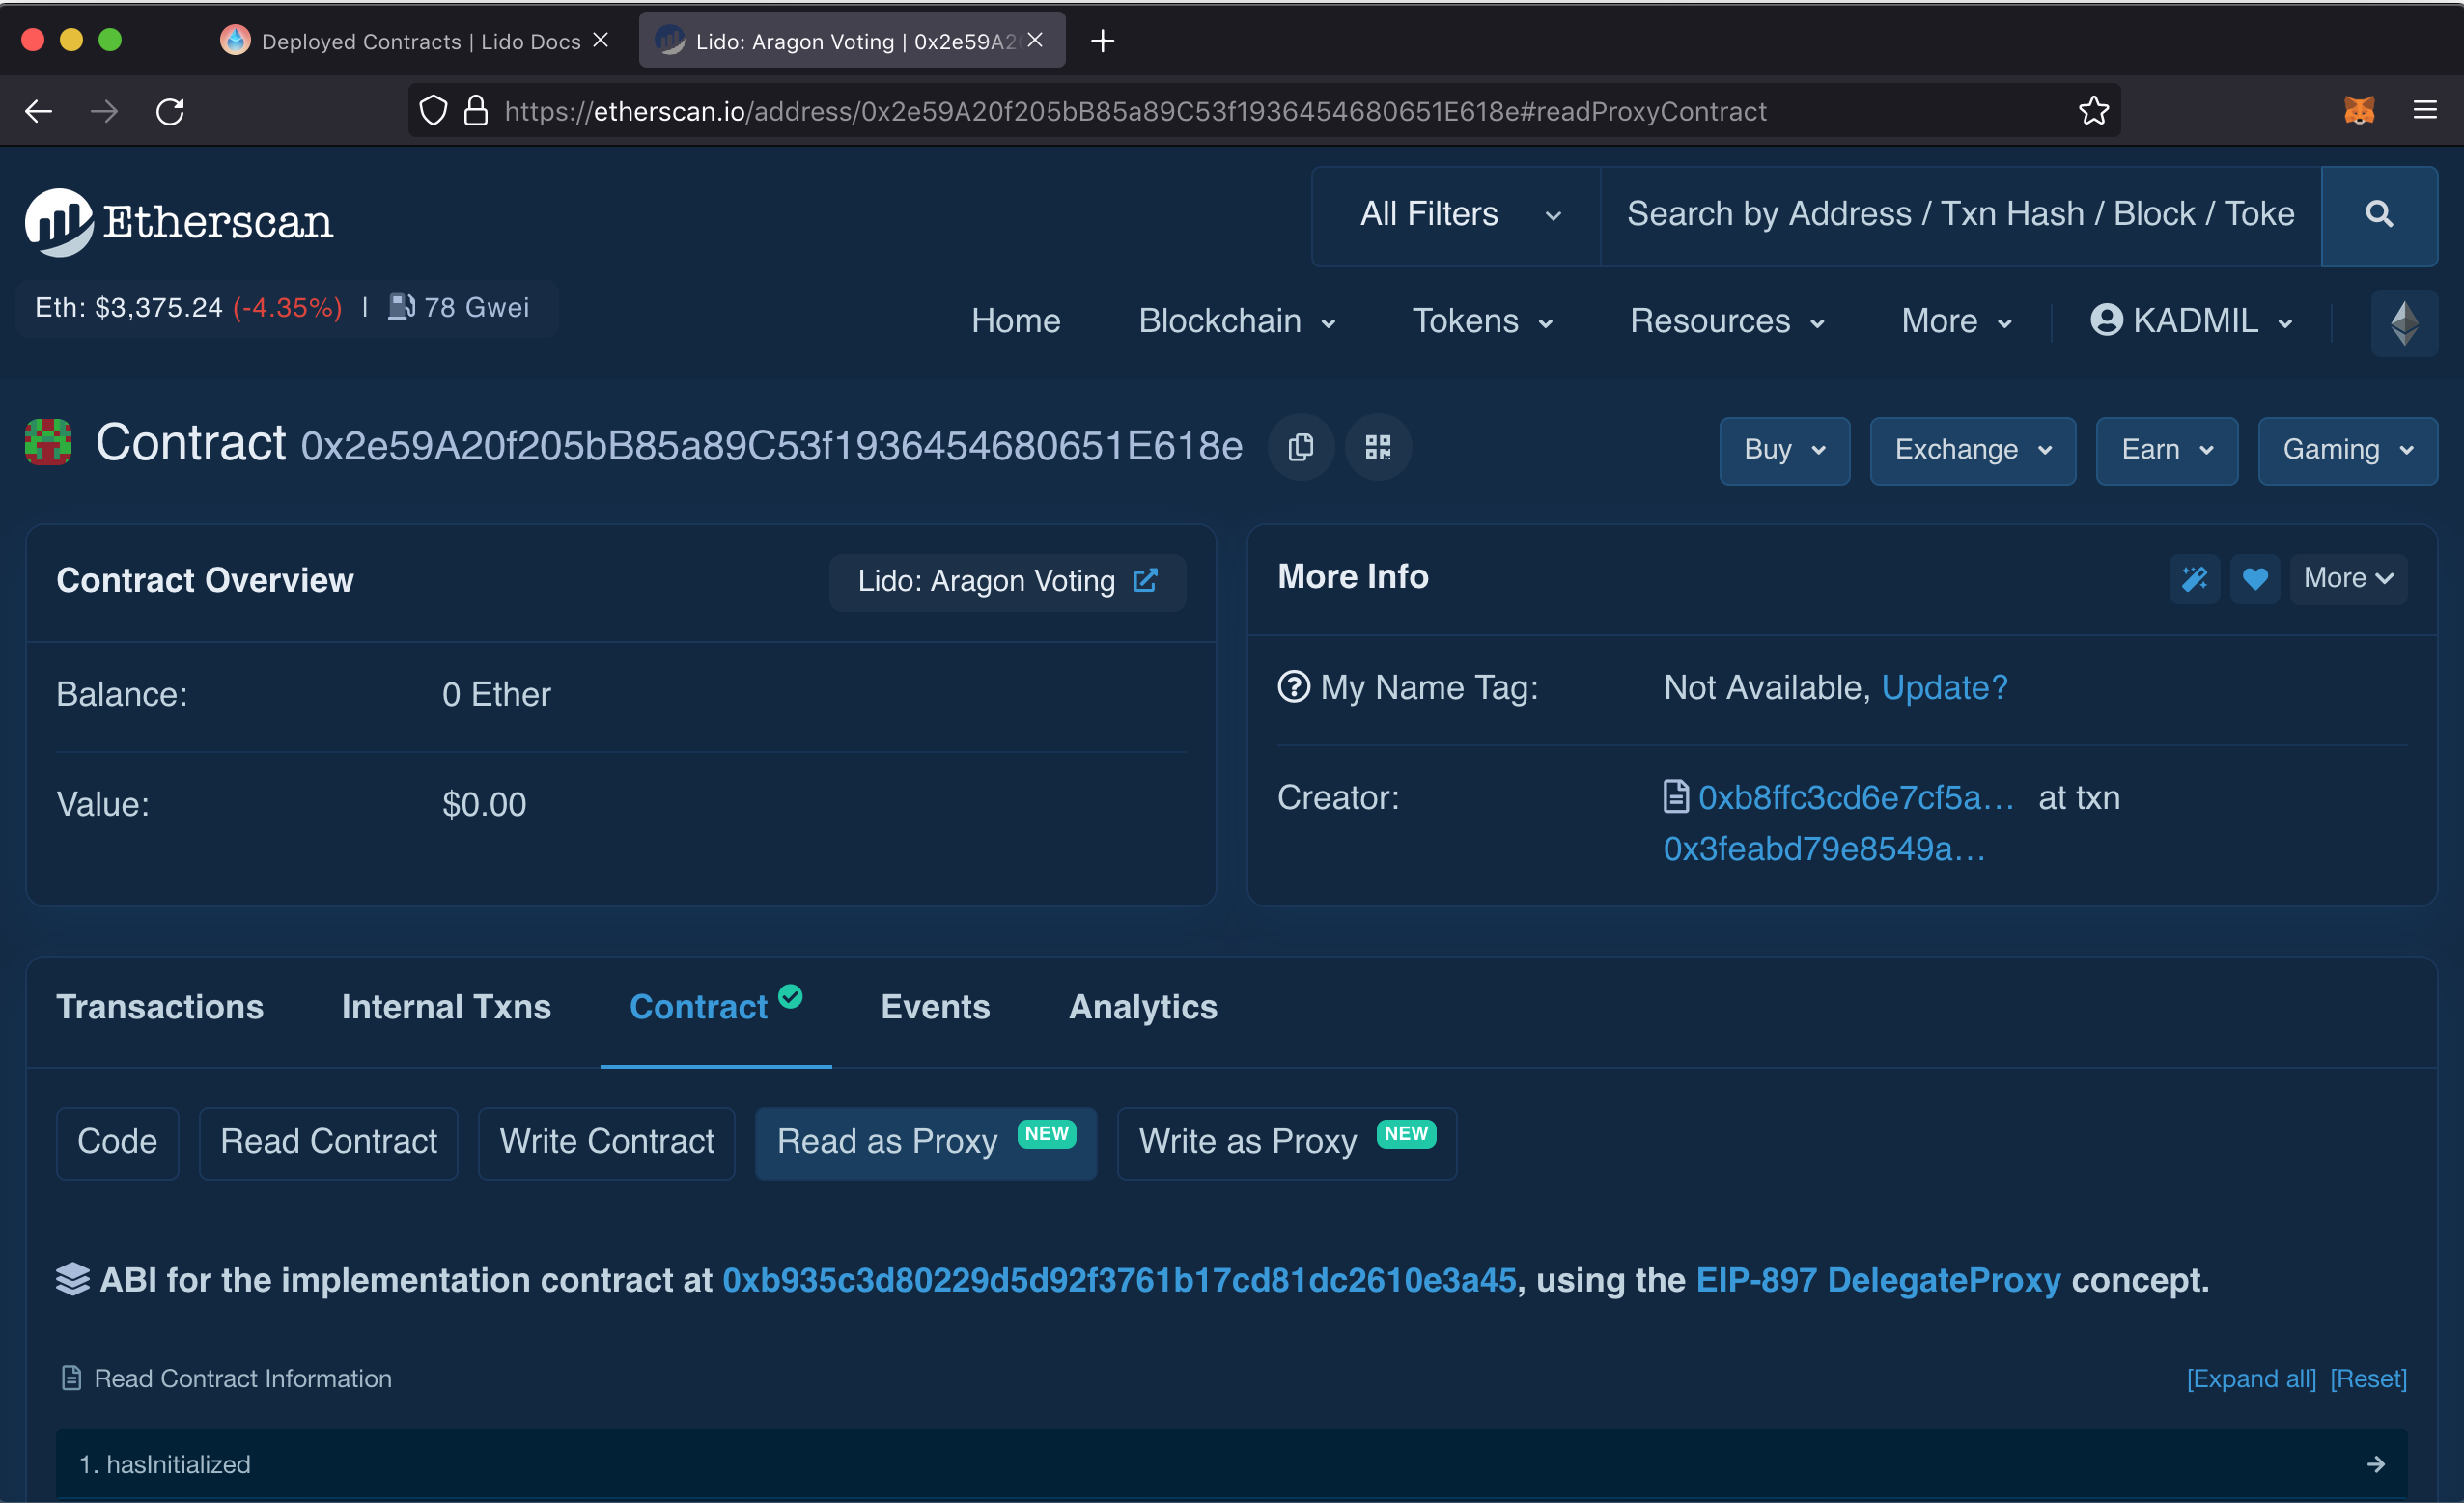 Deployed Contracts | Lido Docs
Lido: Aragon Voting | 0x2e59A2
https://etherscan.io/address/0x2e59A20f205bB85a89C53f1936454680651E618e#readProxyContract
Etherscan
All Filters
Search by Address / Txn Hash / Block / Toke
Eth: $3,375.24 (-4.35%) | 78 Gwei
Home Blockchain Tokens Resources More KADMIL
Contract 0x2e59A20f205bB85a89C53f1936454680651E618e
Buy Exchange Earn Gaming
Contract Overview
Lido: Aragon Voting
Balance: 0 Ether
Value: $0.00
More Info
More
My Name Tag: Not Available, Update?
Creator: 0xb8ffc3cd6e7cf5a... at txn
0x3feabd79e8549a...
Transactions Internal Txns Contract Events Analytics
Code Read Contract Write Contract Read as Proxy NEW Write as Proxy NEW
ABI for the implementation contract at 0xb935c3d80229d5d92f3761b17cd81dc2610e3a45, using the EIP-897 DelegateProxy concept.
Read Contract Information
[Expand all] [Reset]
1. hasInitialized